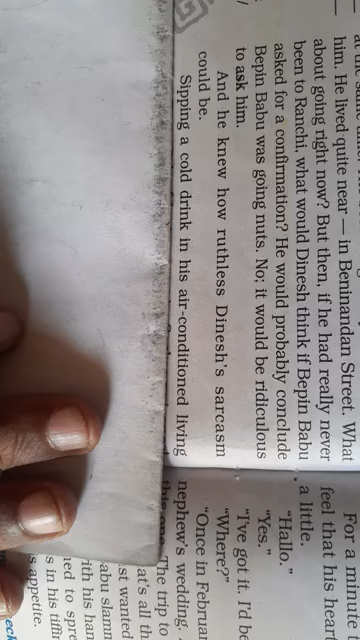 him. He lived quite near — in Beninandan Street. What
about going right now? But then, if he had really never
been to Ranchi, what would Dinesh think if Bepin Babu
asked for a confirmation? He would probably conclude
Bepin Babu was going nuts. No; it would be ridiculous
to ask him.
And he knew how ruthless Dinesh's sarcasm
could be.
Sipping a cold drink in his air-conditioned living
For a minute
feel that his heart
a little.
"Hallo."
"Yes."
"I've got it. I'd be
"Where?"
"Once in Februar
nephew's wedding.
The trip to
at's all th
st wanted
abu slamm
ith his han
ned to spre
s in his tiffi
s appetite.